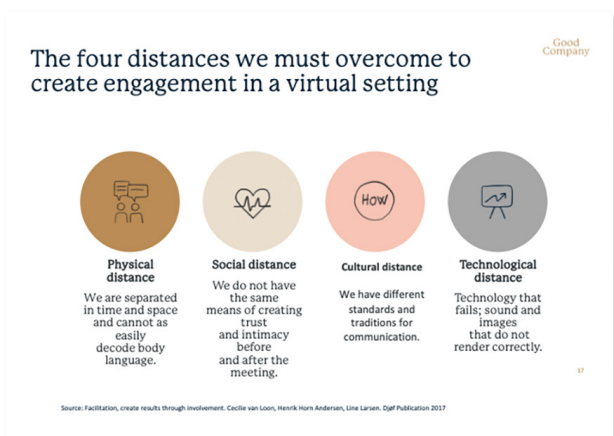 Good
Company
The four distances we must overcome to
create engagement in a virtual setting
HOW
Physical
distance
We are separated
in time and space
and cannot as
easily
decode body
language.
Social distance
We do not have
the same
means of creating
trust
and intimacy
before
and after the
meeting.
Cultural distance
We have different
standards and
traditions for
communication.
Technological
distance
Technology that
fails; sound and
images
that do not
render correctly.
17
Source: Facilitation, create results through involvement. Cecilie van Loon, Henrik Horn Andersen, Line Larsen. Djøf Publication 2017